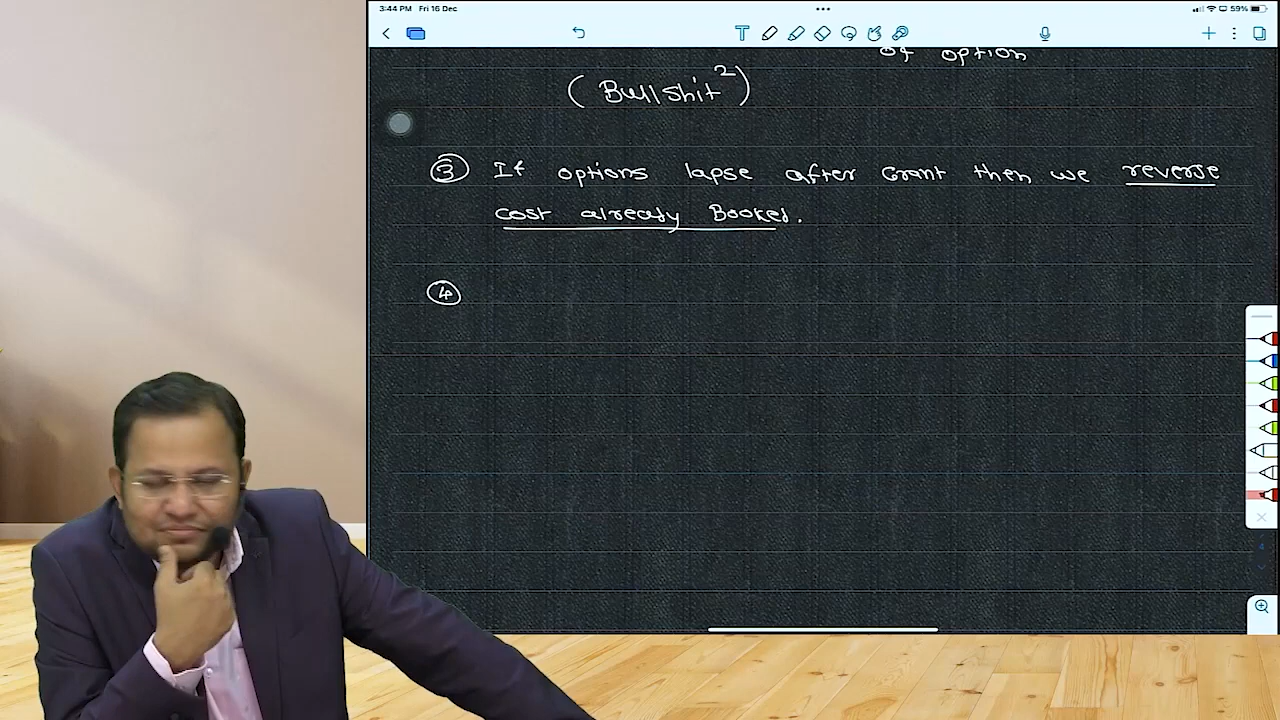 3:44 PM Fri 16 Dec
59%
of option
(Bullshit²)
③ If options lapse after Grant then we reverse
cost already Booked.
④